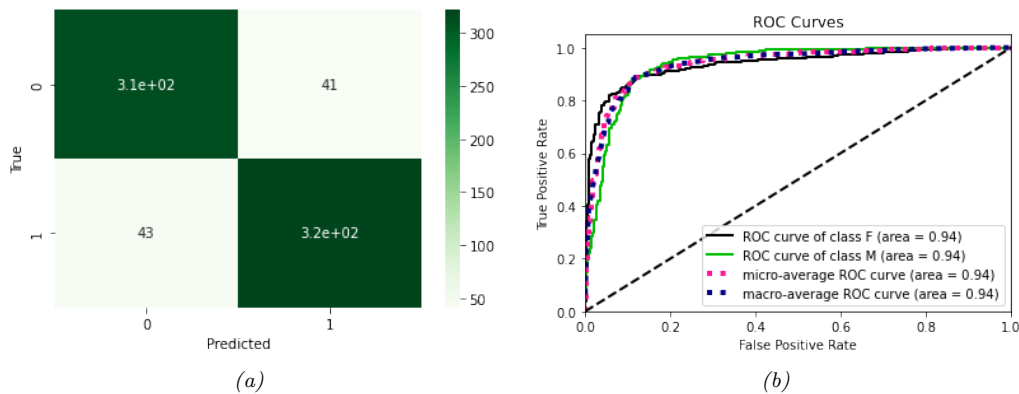 True
0
1
3.1e+02
41
43
3.2e+02
0
1
Predicted
300
250
200
150
100
50
(a)
ROC Curves
True Positive Rate
1.0
0.8
0.6
0.4
0.2
0.0
ROC curve of class F (area = 0.94)
ROC curve of class M (area = 0.94)
micro-average ROC curve (area = 0.94)
macro-average ROC curve (area = 0.94)
0.0
0.2
0.4
0.6
0.8
1.0
False Positive Rate
(b)